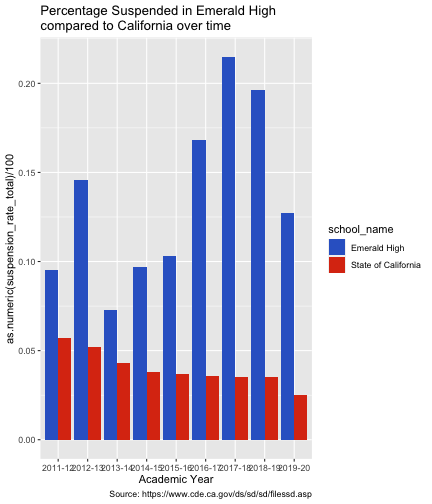 Percentage Suspended in Emerald High
compared to California over time
as.numeric(suspension_rate_total)/100
0.20
0.15
0.10
0.05
0.00
2011-12 2012-13 2013-14 2014-15 2015-16 2016-17 2017-18 2018-19 2019-20
Academic Year
school_name
Emerald High
State of California
Source: https://www.cde.ca.gov/ds/sd/sd/filessd.asp